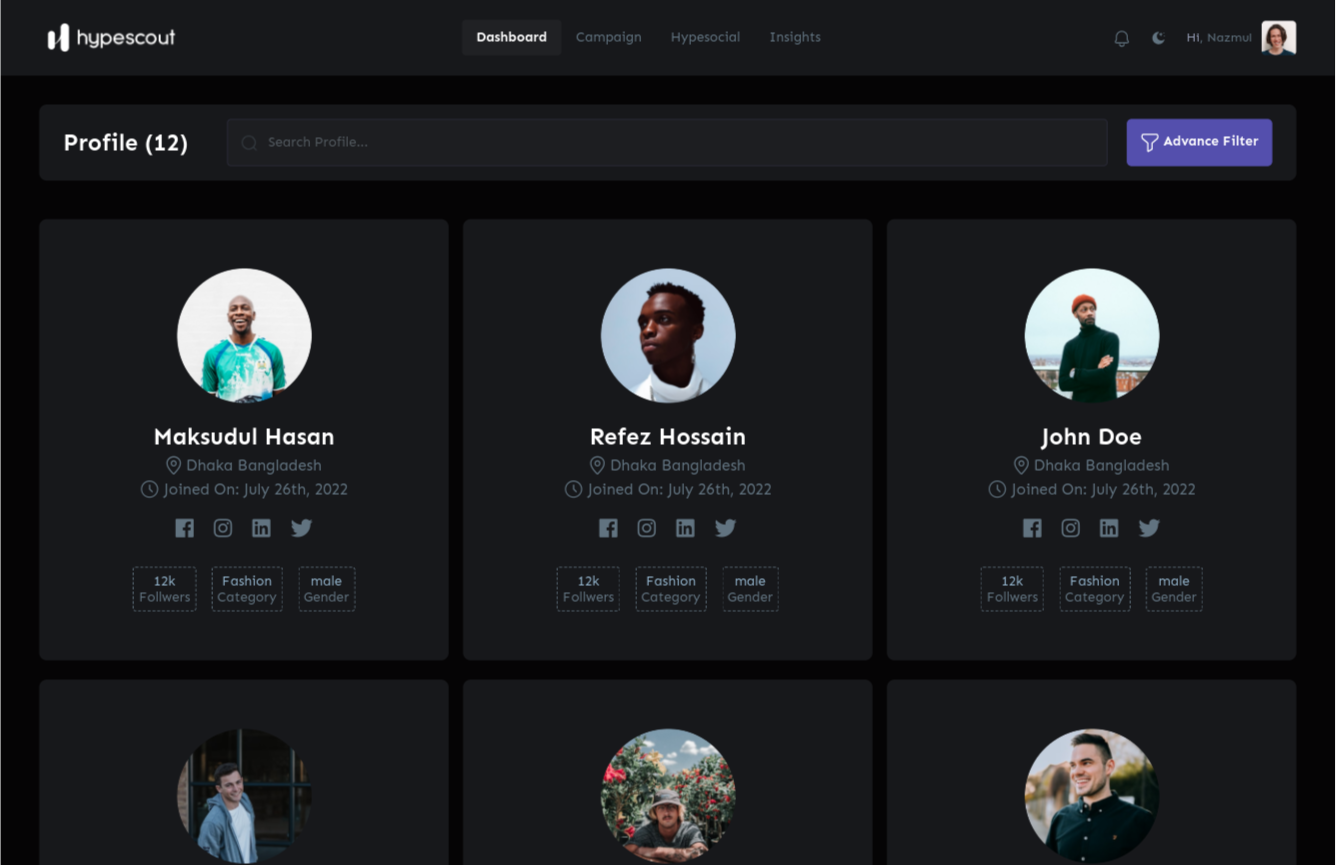 hypescout
Dashboard Campaign Hypesocial Insights
Hi, Nazmul
Profile (12)
Search Profile...
Advance Filter
Maksudul Hasan
Dhaka Bangladesh
Joined On: July 26th, 2022
12k Fashion male
Follwers Category Gender
Refez Hossain
Dhaka Bangladesh
Joined On: July 26th, 2022
12k Fashion male
Follwers Category Gender
John Doe
Dhaka Bangladesh
Joined On: July 26th, 2022
12k Fashion male
Follwers Category Gender